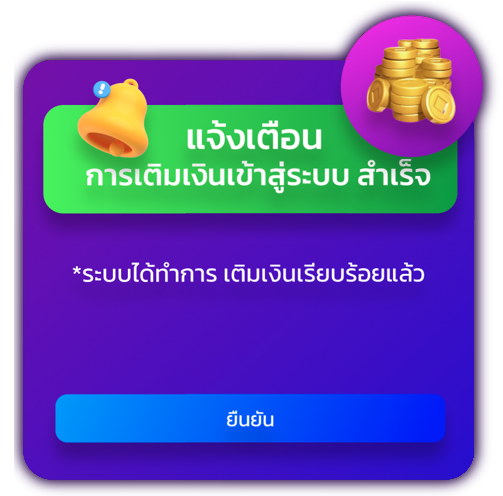 แจ้งเตือน
การเติมเงินเข้าสู่ระบบ สำเร็จ
*ระบบได้ทำการ เติมเงินเรียบร้อยแล้ว
ยืนยัน